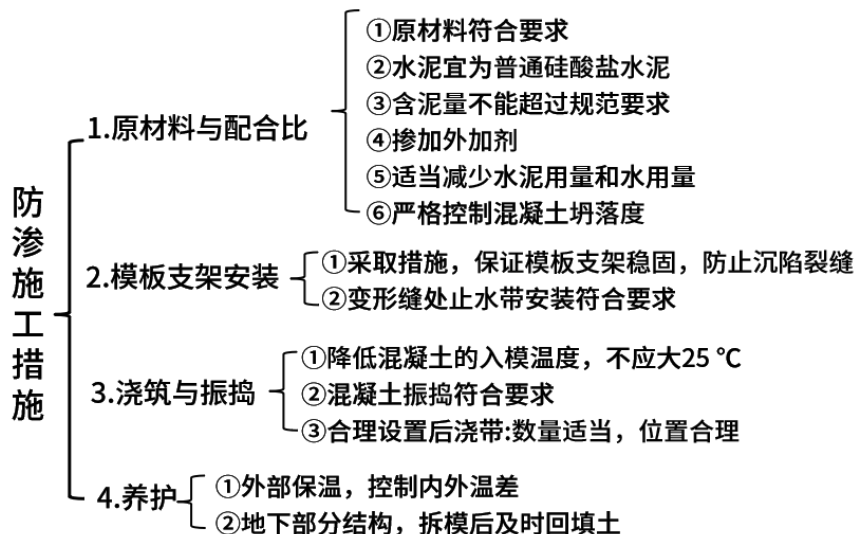 防渗施工措施
1.原材料与配合比
①原材料符合要求
②水泥宜为普通硅酸盐水泥
③含泥量不能超过规范要求
④掺加外加剂
⑤适当减少水泥用量和水用量
⑥严格控制混凝土坍落度
2.模板支架安装
①采取措施，保证模板支架稳固，防止沉陷裂缝
②变形缝处止水带安装符合要求
3.浇筑与振捣
①降低混凝土的入模温度，不应大25 ℃
②混凝土振捣符合要求
③合理设置后浇带:数量适当，位置合理
4.养护
①外部保温，控制内外温差
②地下部分结构，拆模后及时回填土